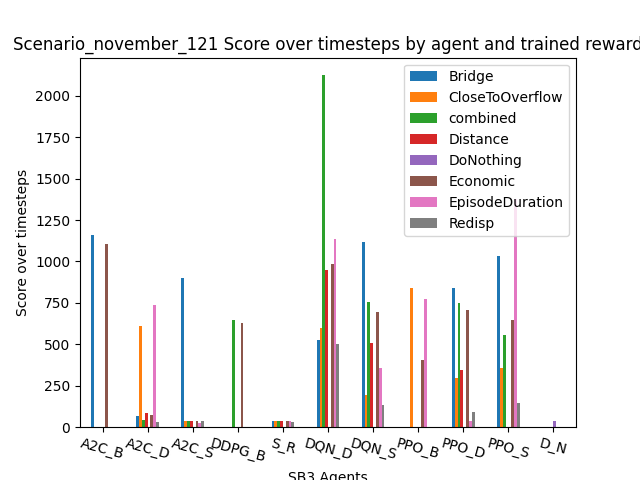 Scenario_november_121 Score over timesteps by agent and trained reward
Score over timesteps
2000
1750
1500
1250
1000
750
500
250
0
Bridge
CloseToOverflow
combined
Distance
DoNothing
Economic
EpisodeDuration
Redisp
A2C_B
A2C_D
A2C_S
DDPG_B
S_R
DQN_D
DQN_S
PPO_B
PPO_D
PPO_S
D_N
SB3 Agents